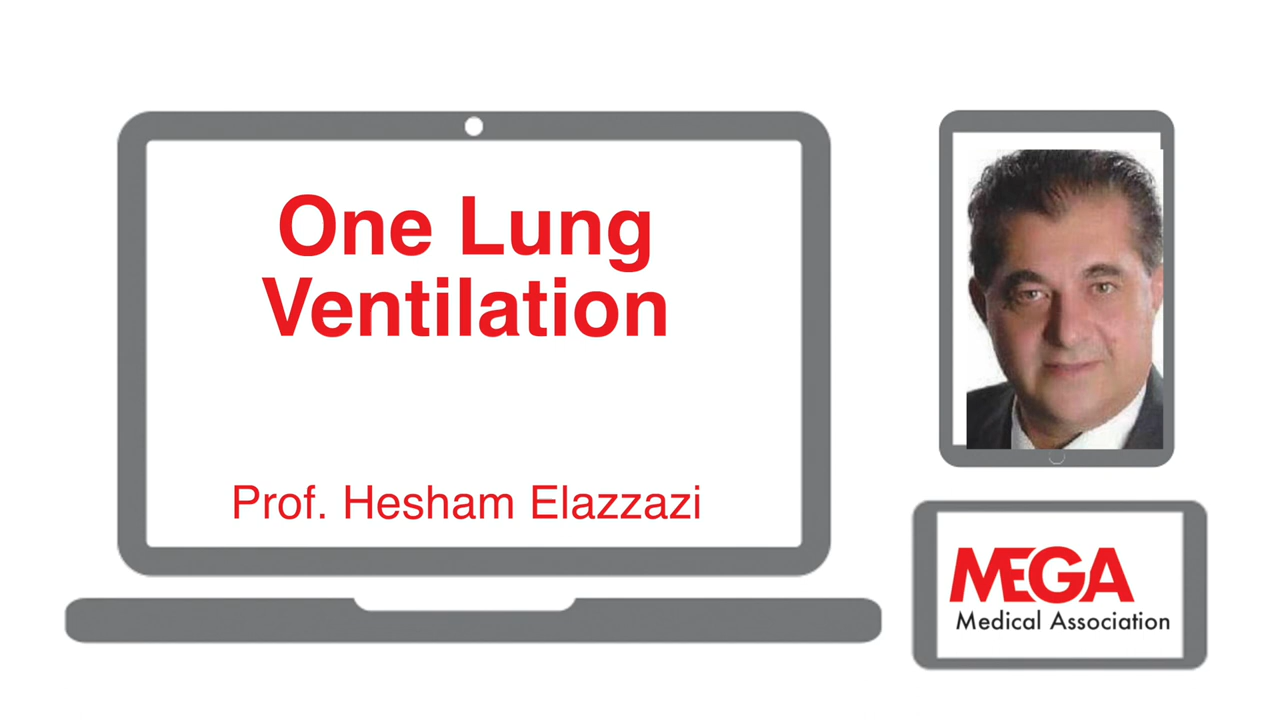 One Lung
Ventilation
Prof. Hesham Elazzazi
MEGA
Medical Association